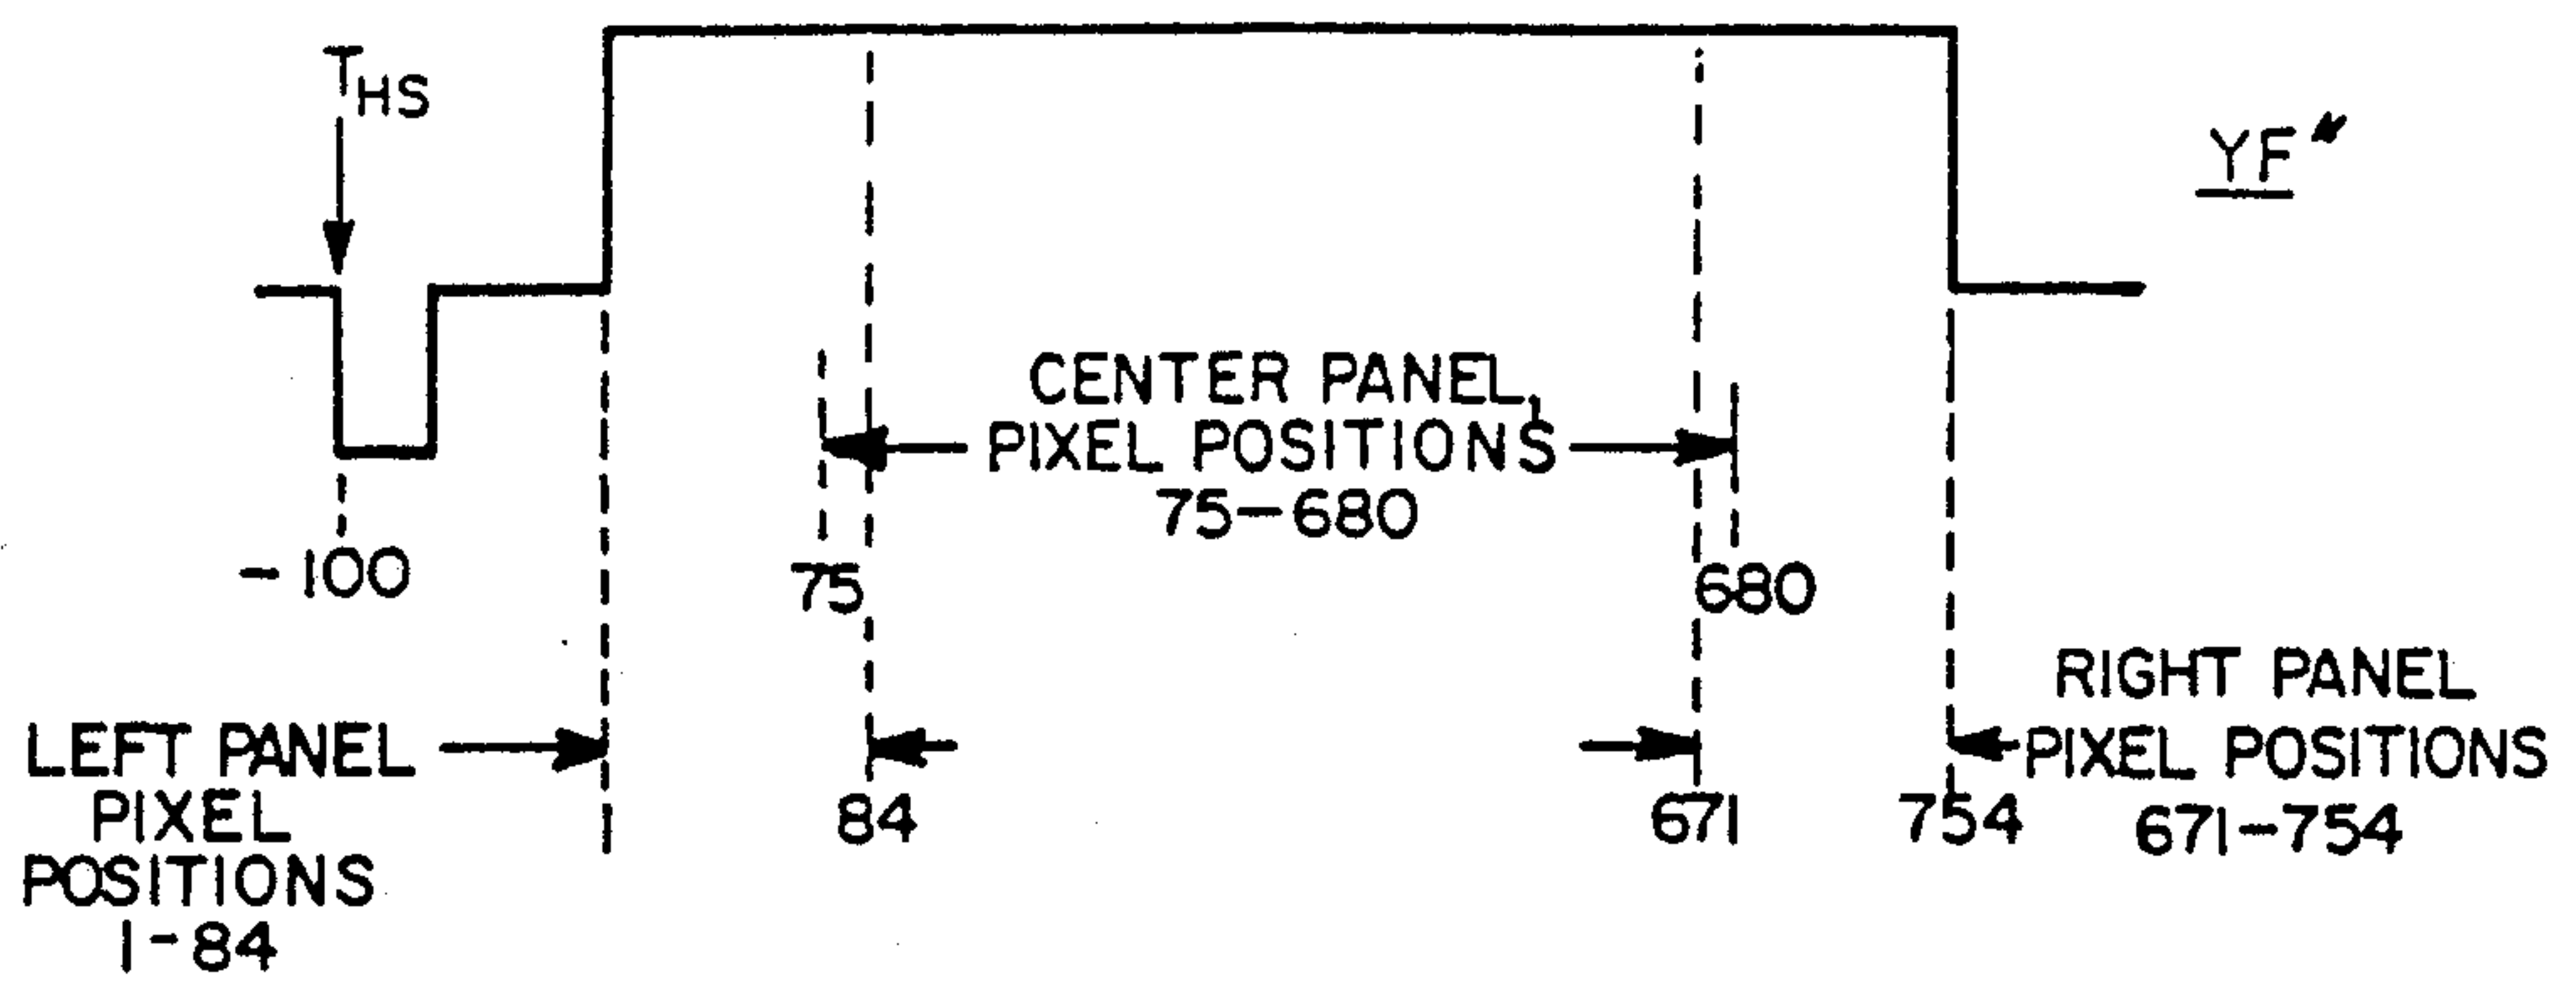 THS
YF"
CENTER PANEL,
PIXEL POSITIONS
75-680
-100
75
680
LEFT PANEL
PIXEL
POSITIONS
1-84
84
671
754
RIGHT PANEL
PIXEL POSITIONS
671-754